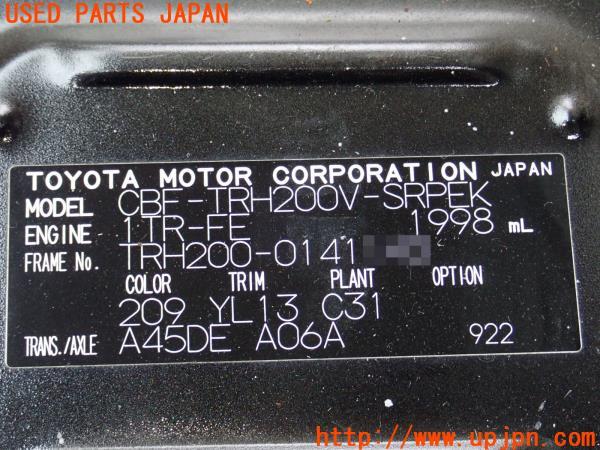 USED PARTS JAPAN
TOYOTA MOTOR CORPORATION JAPAN
MODEL CBF-TRH200V-SRPEK
ENGINE 1TR-FE 1998 mL
FRAME No. TRH200-0141
COLOR TRIM PLANT OPTION
209 YL13 C31
TRANS./AXLE A45DE A06A 922
http://www.upjpn.com/